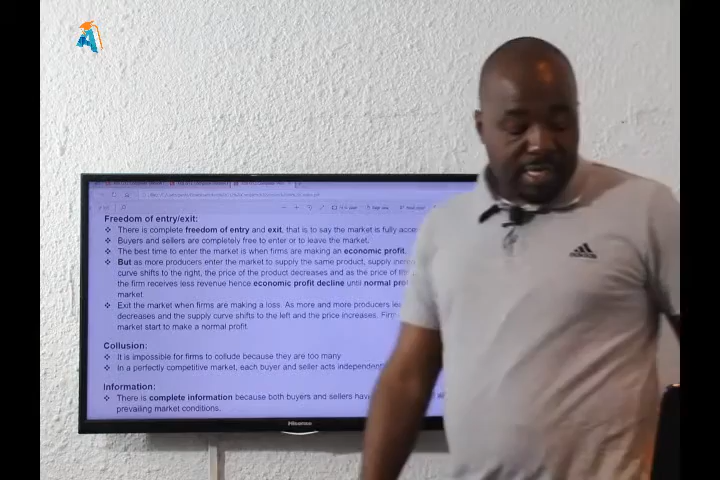 Freedom of entry/exit:
There is complete freedom of entry and exit, that is to say the market is fully
Buyers and sellers are completely free to enter or to leave the market.
The best time to enter the market is when firms are making an economic profit.
But as more producers enter the market to supply the same product, supply
curve shifts to the right, the price of the product decreases and as the price of the
the firm receives less revenue hence economic profit decline until normal
market
Exit the market when firms are making a loss. As more and more producers
decreases and the supply curve shifts to the left and the price increases.
market start to make a normal profit.
Collusion:
It is impossible for firms to collude because they are too many
In a perfectly competitive market, each buyer and seller acts
Information:
There is complete information because both buyers and sellers
prevailing market conditions.
Hisense
adidas